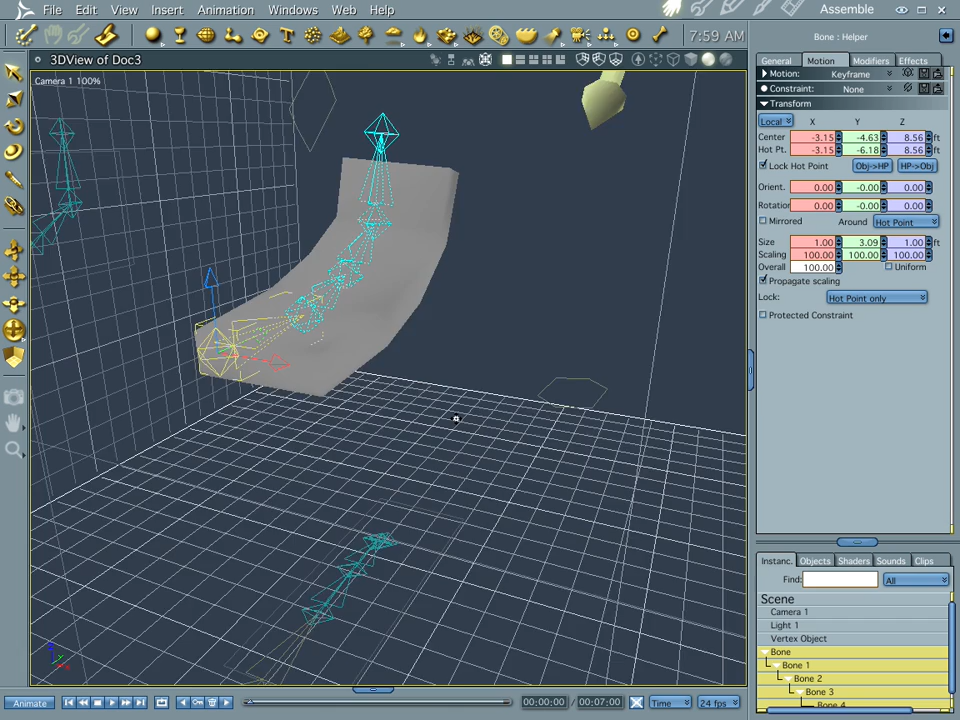 File Edit View Insert Animation Windows Web Help Assemble
7:59 AM
3DView of Doc3
Camera 1 100%
Bone : Helper
General Motion Modifiers Effects
Motion: Keyframe
Constraint: None
Transform
Local X Y Z
Center -3.15 -4.63 8.56 ft
Hot Pt. -3.15 -6.18 8.56
Lock Hot Point Obj->HP HP->Obj
Orient. 0.00 -0.00 0.00
Rotation 0.00 -0.00 0.00
Mirrored Around Hot Point
Size 1.00 3.09 1.00 ft
Scaling 100.00 100.00 100.00
Overall 100.00 Uniform
Propagate scaling
Lock: Hot Point only
Protected Constraint
Instanc. Objects Shaders Sounds Clips
Find: All
Scene
Camera 1
Light 1
Vertex Object
Bone
Bone 1
Bone 2
Bone 3
Bone 4
Animate 00:00:00 / 00:07:00 Time 24 fps